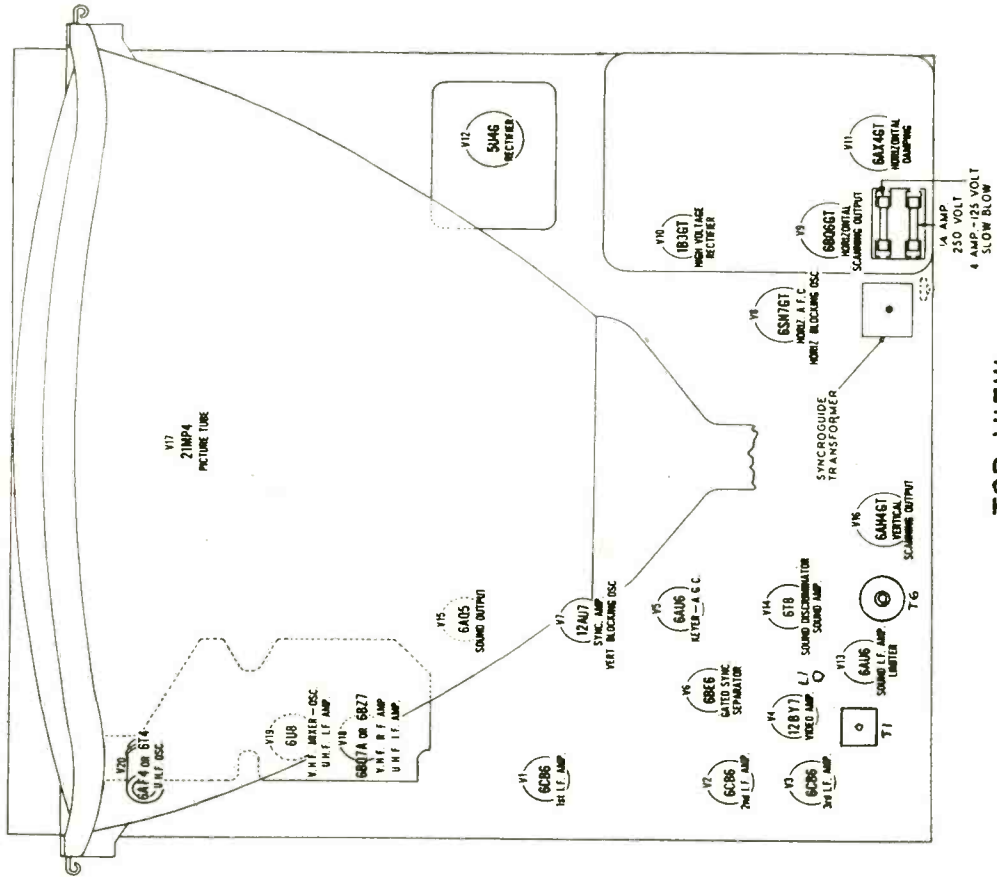 V17
21MP4
PICTURE TUBE
V20
6AF4 OR 6T4
U.H.F. OSC.
V19
6U8
V.H.F. MIXER-OSC
U.H.F. I.F. AMP.
V18
6BQ7A OR 6BZ7
V.H.F. R F AMP
U.H.F. I.F. AMP.
V12
5U4G
RECTIFIER
V15
6AQ5
SOUND OUTPUT
V7
12AU7
SYNC. AMP
VERT BLOCKING OSC
V1
6CB6
1st I.F. AMP
V5
6AU6
KEYER-A G C.
V6
6BE6
GATED SYNC.
SEPARATOR
V2
6CB6
2nd I.F. AMP
V3
6CB6
3rd I.F. AMP
V4
12BY7
VIDEO AMP.
L1
V14
6T8
SOUND DISCRIMINATOR
SOUND AMP.
V13
6AU6
SOUND I.F. AMP.
LIMITER
T1
T6
V16
6AH4GT
VERTICAL
SCANNING OUTPUT
SYNCROGUIDE
TRANSFORMER
V8
6SN7GT
HORIZ A F C
HORIZ BLOCKING OSC.
V10
1B3GT
HIGH VOLTAGE
RECTIFIER
V9
6BQ6GT
HORIZONTAL
SCANNING OUTPUT
V11
6AX4GT
HORIZONTAL
DAMPING
AMP
250 VOLT
4 AMP.-125 VOLT
SLOW BLOW